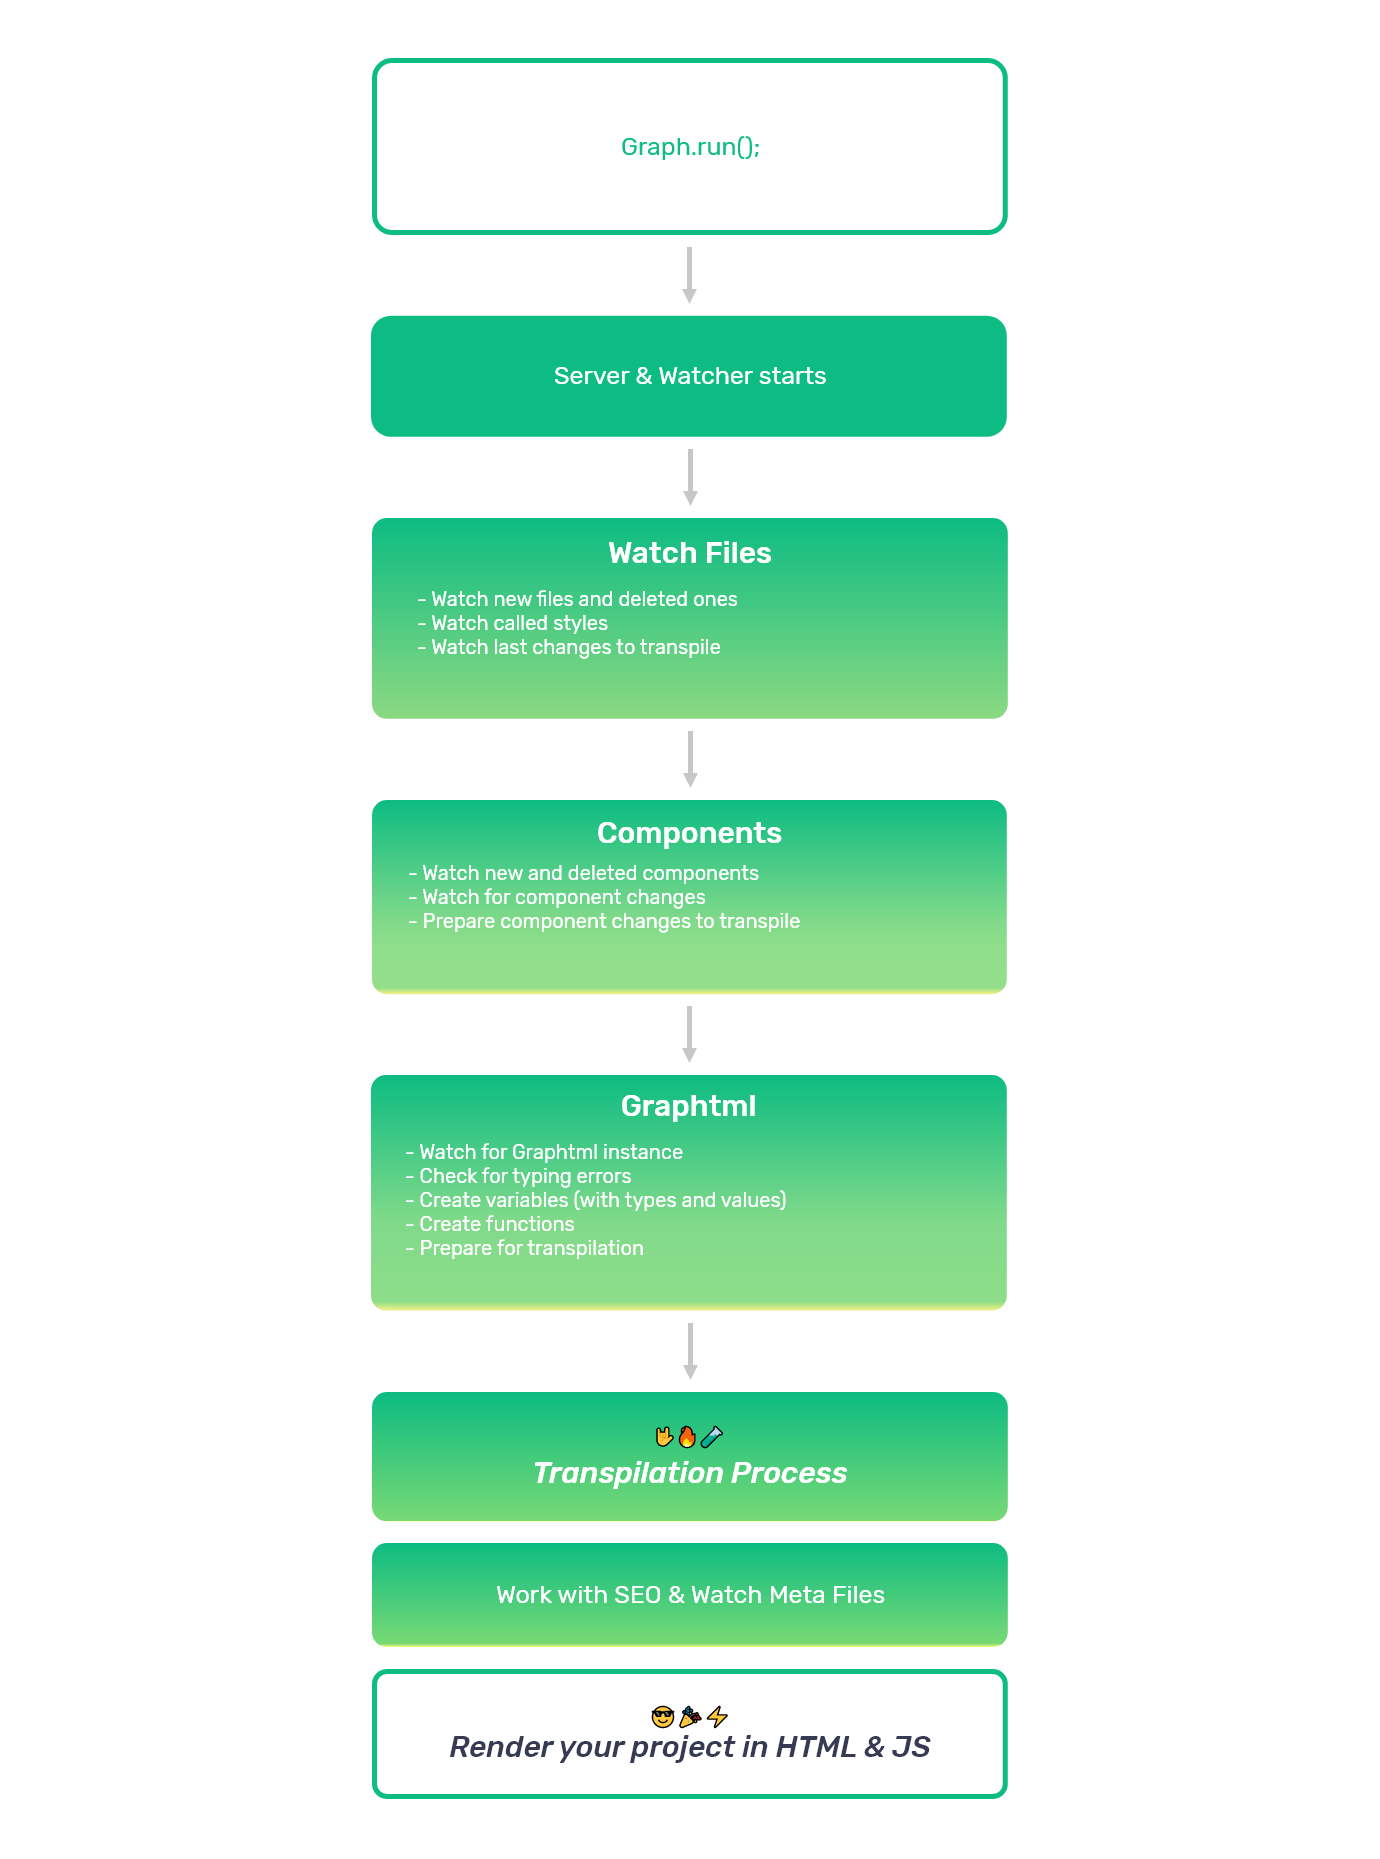 Graph.run();
Server & Watcher starts
Watch Files
- Watch new files and deleted ones
- Watch called styles
- Watch last changes to transpile
Components
- Watch new and deleted components
- Watch for component changes
- Prepare component changes to transpile
Graphtml
- Watch for Graphtml instance
- Check for typing errors
- Create variables (with types and values)
- Create functions
- Prepare for transpilation
Transpilation Process
Work with SEO & Watch Meta Files
Render your project in HTML & JS